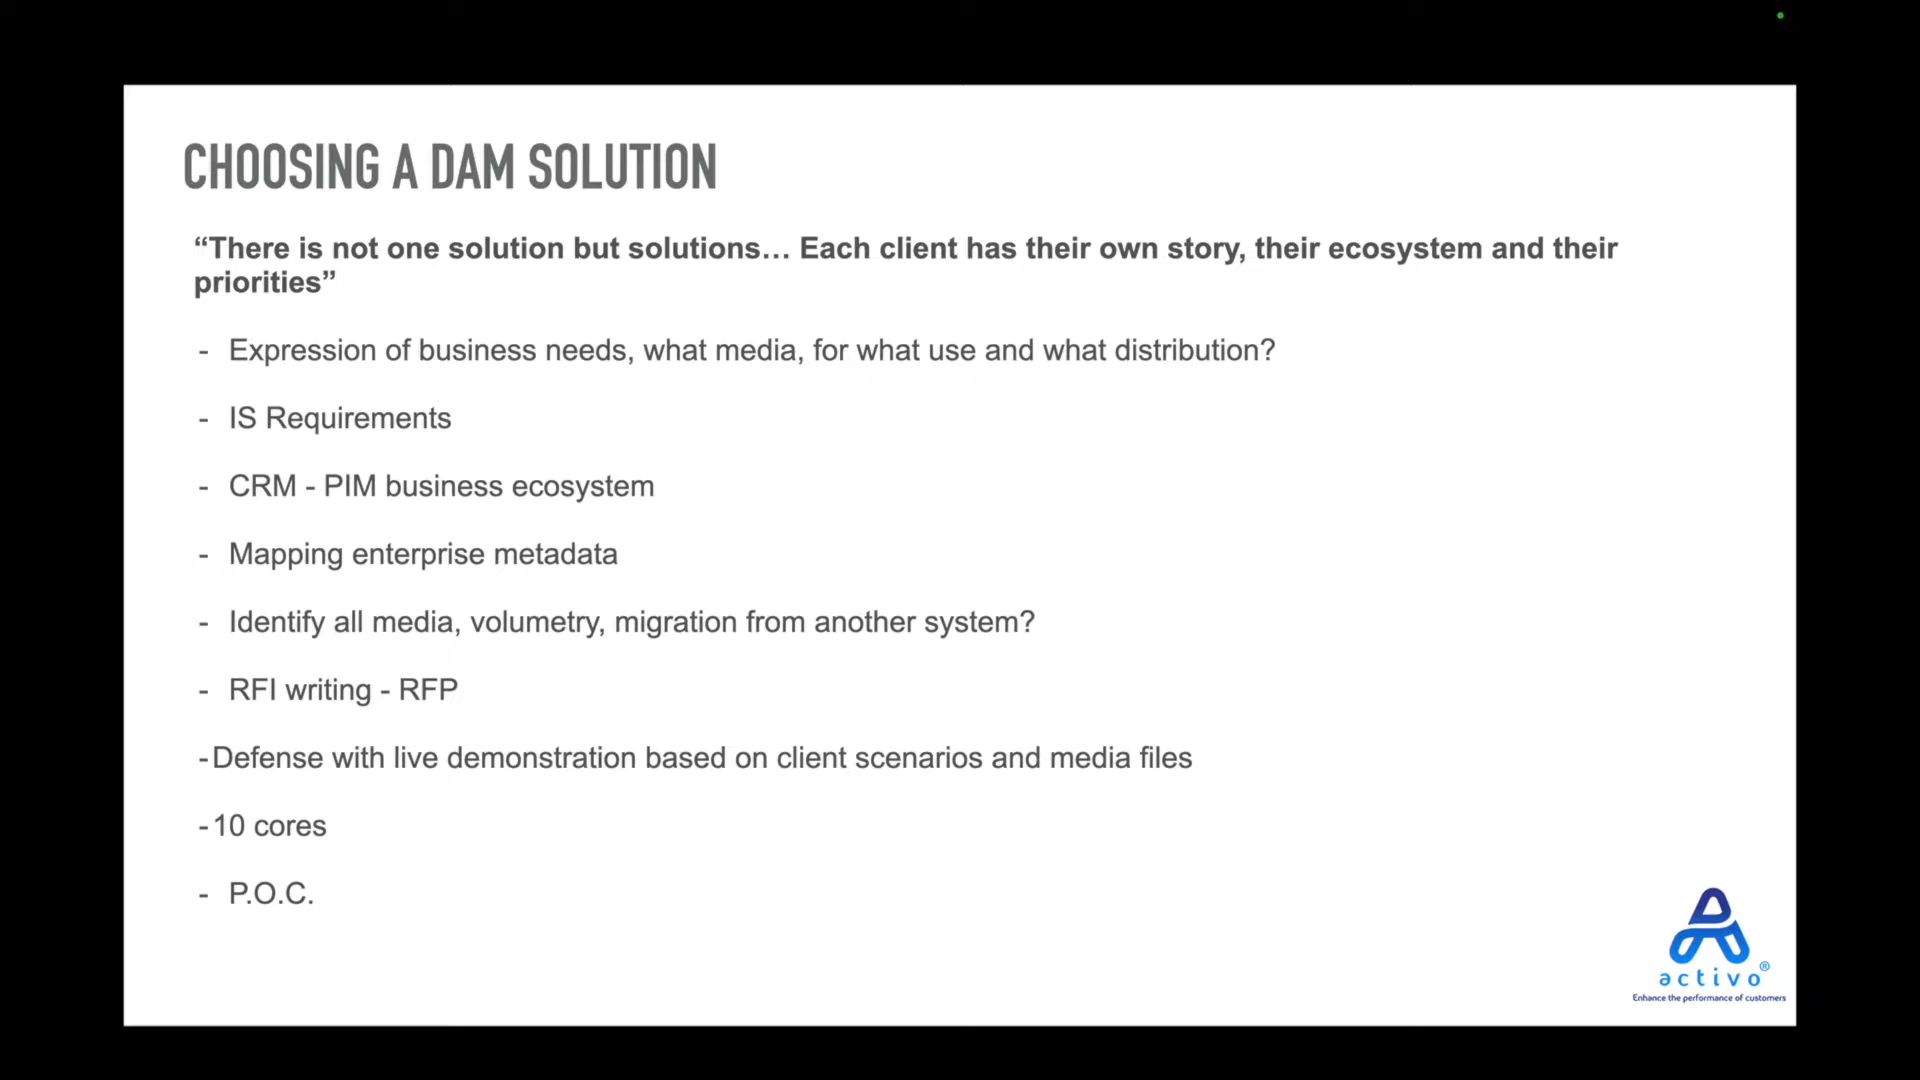 CHOOSING A DAM SOLUTION
“There is not one solution but solutions… Each client has their own story, their ecosystem and their
priorities”
- Expression of business needs, what media, for what use and what distribution?
- IS Requirements
- CRM - PIM business ecosystem
- Mapping enterprise metadata
- Identify all media, volumetry, migration from another system?
- RFI writing - RFP
-Defense with live demonstration based on client scenarios and media files
-10 cores
- P.O.C.
activo®
Enhance the performance of customers